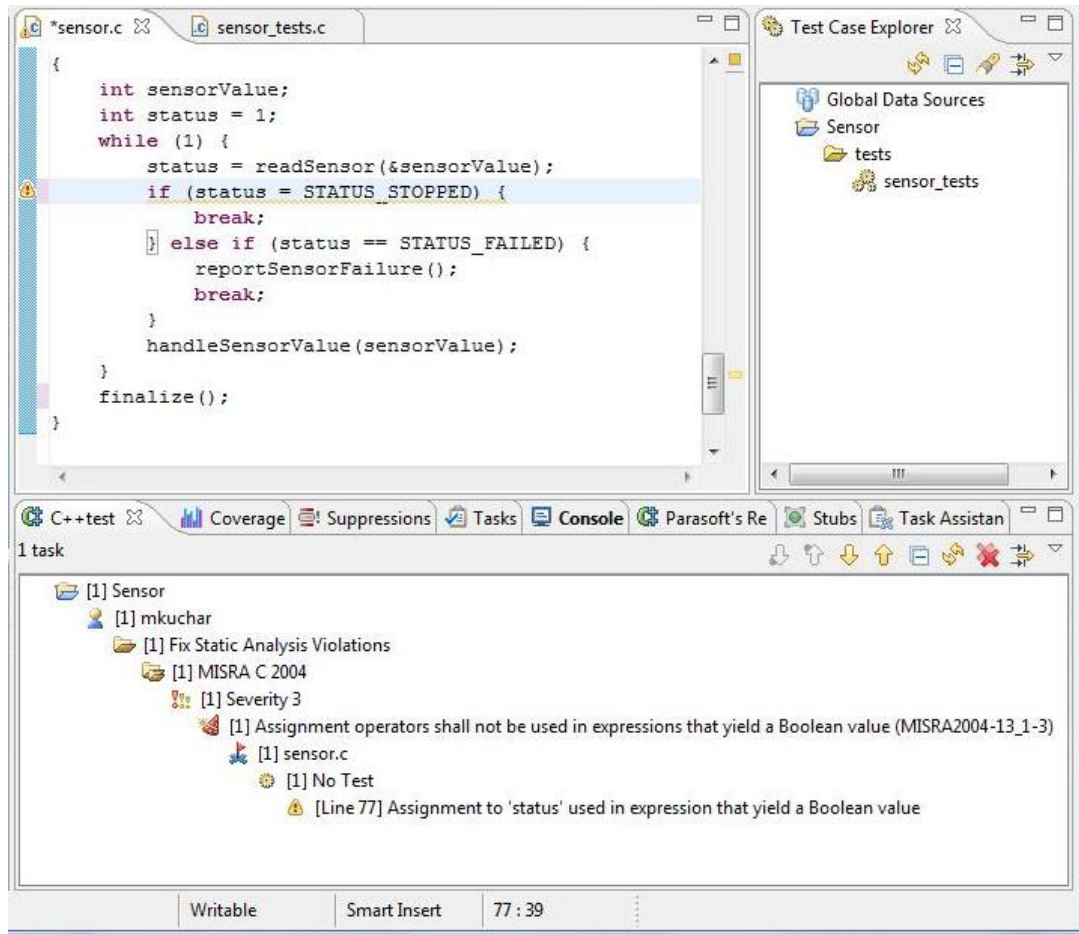 *sensor.c
sensor_tests.c
{
int sensorValue;
int status = 1;
while (1) {
status = readSensor(&sensorValue);
if (status = STATUS_STOPPED) {
break;
} else if (status == STATUS_FAILED) {
reportSensorFailure();
break;
}
handleSensorValue(sensorValue);
}
finalize();
}
Test Case Explorer
Global Data Sources
Sensor
tests
sensor_tests
C++test
Coverage
Suppressions
Tasks
Console
Parasoft's Re
Stubs
Task Assistan
1 task
[1] Sensor
[1] mkuchar
[1] Fix Static Analysis Violations
[1] MISRA C 2004
[1] Severity 3
[1] Assignment operators shall not be used in expressions that yield a Boolean value (MISRA2004-13_1-3)
[1] sensor.c
[1] No Test
[Line 77] Assignment to 'status' used in expression that yield a Boolean value
Writable
Smart Insert
77 : 39